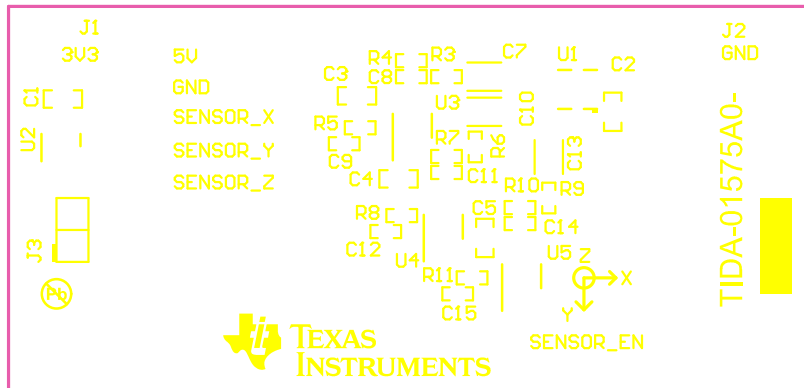 J1
J2
3V3
5V
GND
SENSOR_X
SENSOR_Y
SENSOR_Z
R4
R3
C7
U1
C2
GND
C8
C3
C1
U2
U3
C10
R5
C9
R7
R6
C13
C4
C11
R10
R9
R8
C5
C14
C12
U4
U5
J3
Pb
R11
C15
Z
X
Y
TIDA-01575A0-
SENSOR_EN
TEXAS
INSTRUMENTS